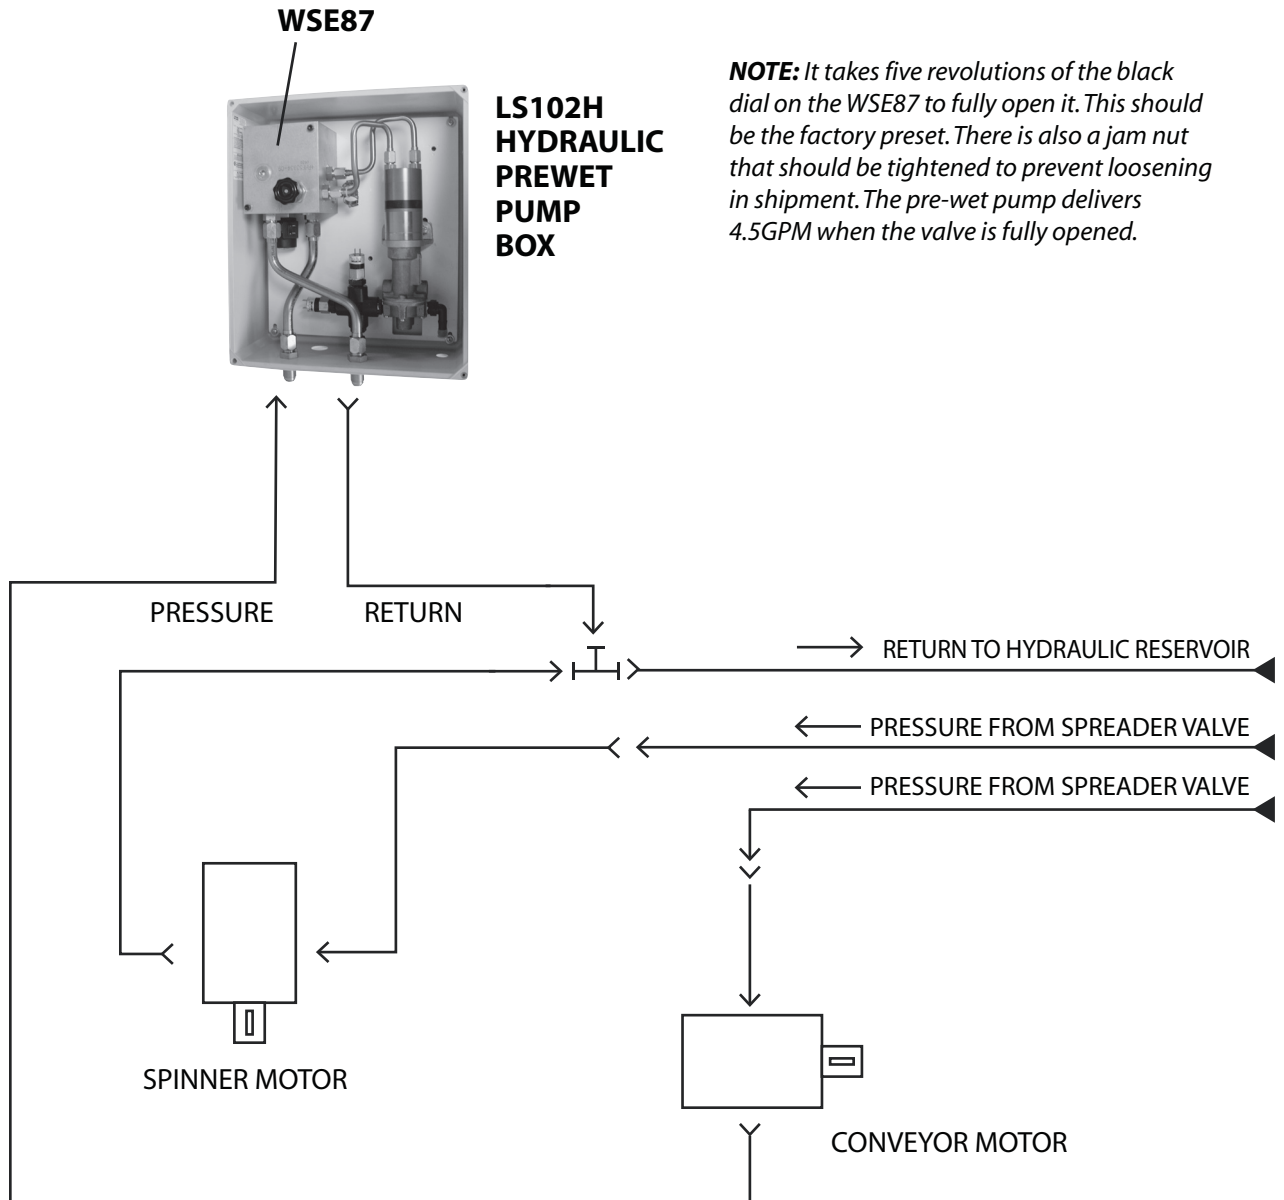 WSE87
LS102H
HYDRAULIC
PREWET
PUMP
BOX
NOTE: It takes five revolutions of the black
dial on the WSE87 to fully open it. This should
be the factory preset. There is also a jam nut
that should be tightened to prevent loosening
in shipment. The pre-wet pump delivers
4.5GPM when the valve is fully opened.
PRESSURE
RETURN
RETURN TO HYDRAULIC RESERVOIR
PRESSURE FROM SPREADER VALVE
PRESSURE FROM SPREADER VALVE
SPINNER MOTOR
CONVEYOR MOTOR